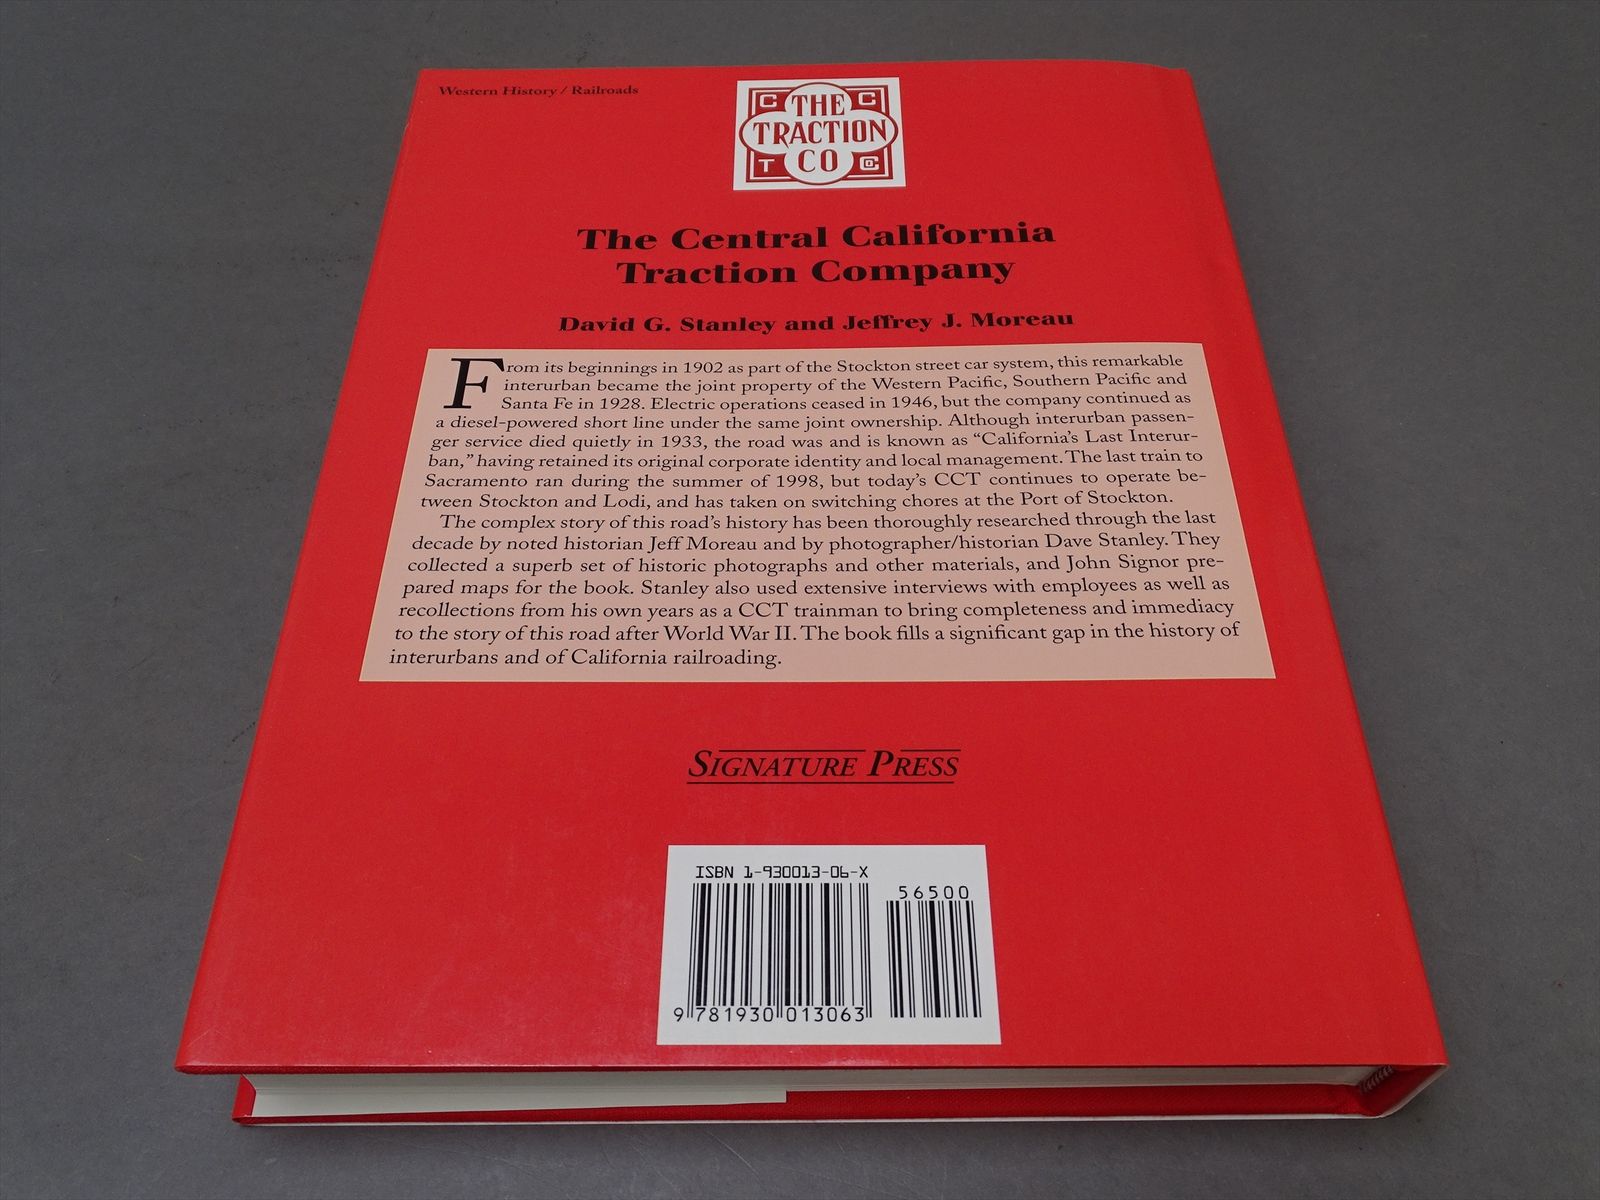 Western History / Railroads
C THE C
TRACTION
T CO CO
The Central California
Traction Company
David G. Stanley and Jeffrey J. Moreau
From its beginnings in 1902 as part of the Stockton street car system, this remarkable
interurban became the joint property of the Western Pacific, Southern Pacific and
Santa Fe in 1928. Electric operations ceased in 1946, but the company continued as
a diesel-powered short line under the same joint ownership. Although interurban passen-
ger service died quietly in 1933, the road was and is known as “California’s Last Interur-
ban,” having retained its original corporate identity and local management. The last train to
Sacramento ran during the summer of 1998, but today’s CCT continues to operate be-
tween Stockton and Lodi, and has taken on switching chores at the Port of Stockton.
The complex story of this road’s history has been thoroughly researched through the last
decade by noted historian Jeff Moreau and by photographer/historian Dave Stanley. They
collected a superb set of historic photographs and other materials, and John Signor pre-
pared maps for the book. Stanley also used extensive interviews with employees as well as
recollections from his own years as a CCT trainman to bring completeness and immediacy
to the story of this road after World War II. The book fills a significant gap in the history of
interurbans and of California railroading.
SIGNATURE PRESS
ISBN 1-930013-06-X
56500
9 781930 013063